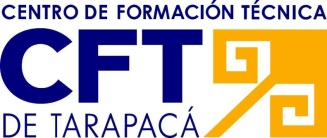 CENTRO DE FORMACIÓN TÉCNICA
CFT
DE TARAPACÁ